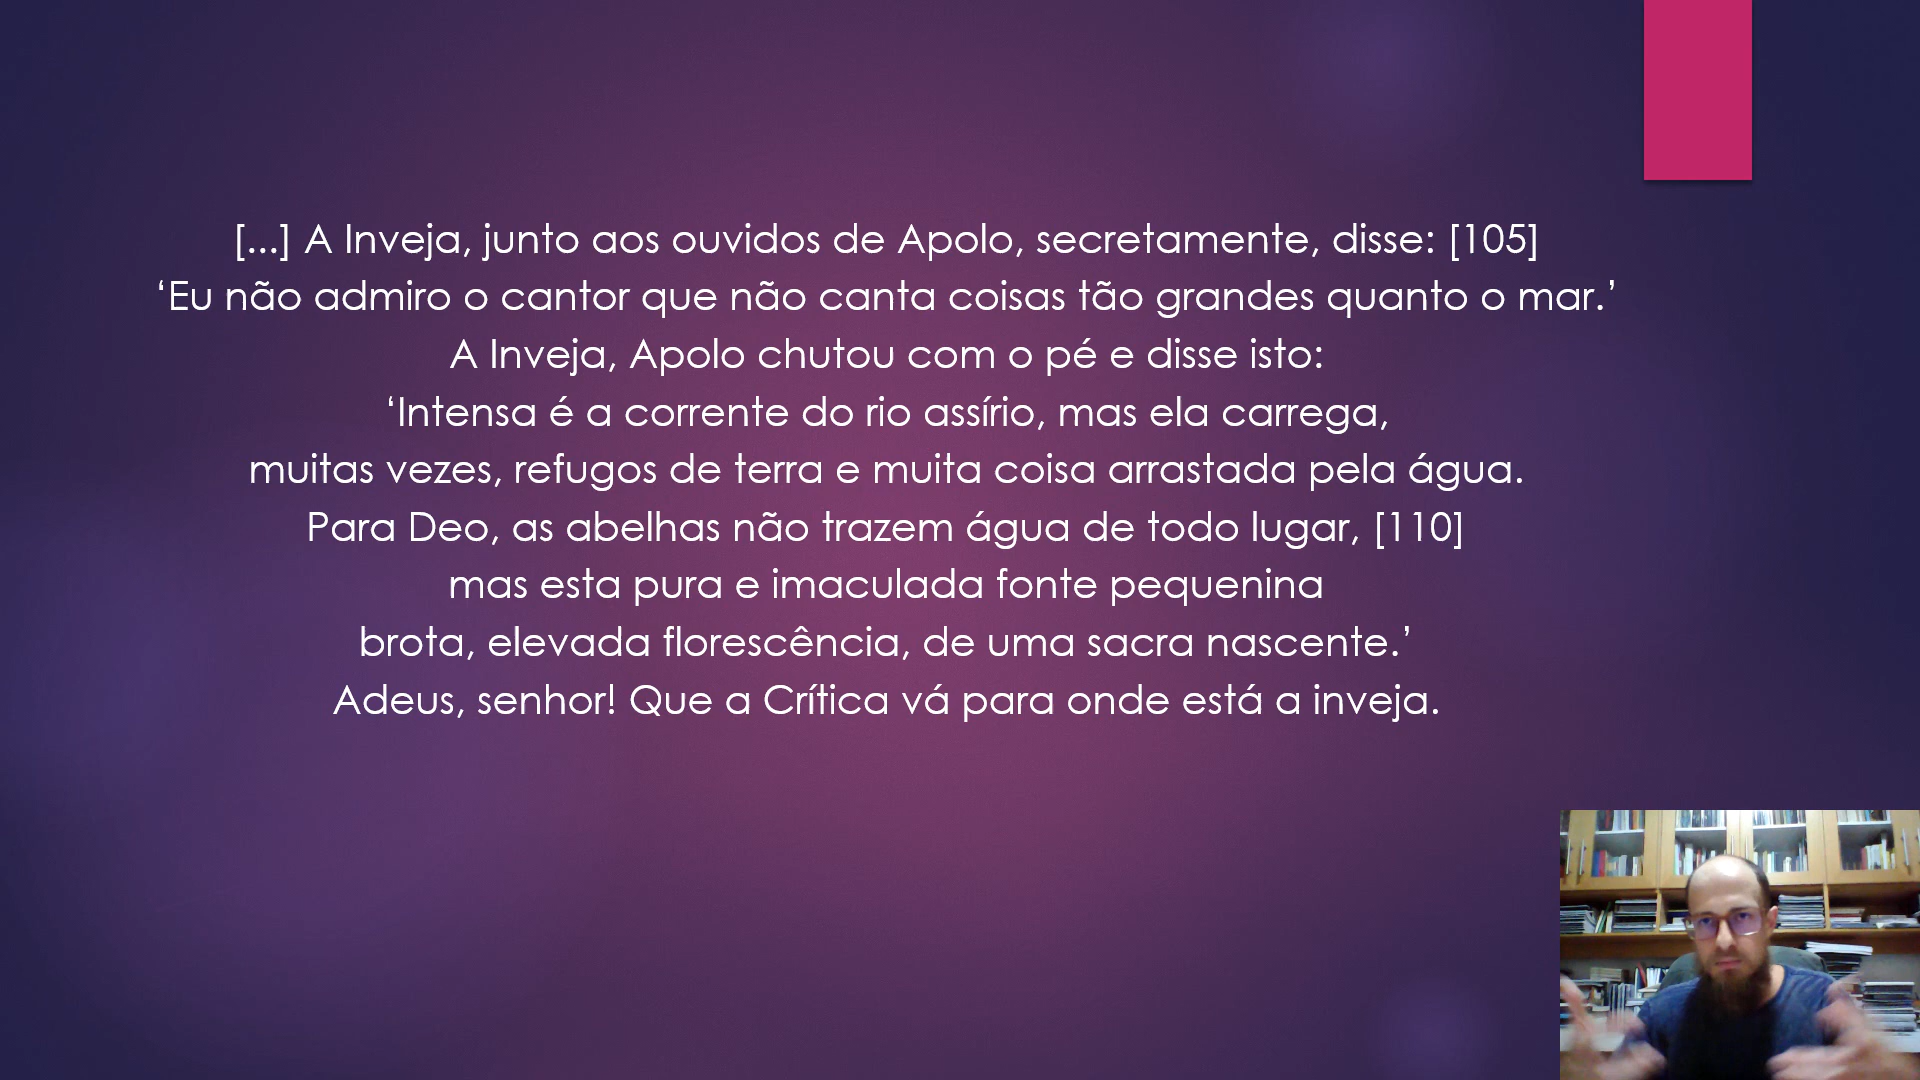 [...] A Inveja, junto aos ouvidos de Apolo, secretamente, disse: [105]
‘Eu não admiro o cantor que não canta coisas tão grandes quanto o mar.’
A Inveja, Apolo chutou com o pé e disse isto:
‘Intensa é a corrente do rio assírio, mas ela carrega,
muitas vezes, refugos de terra e muita coisa arrastada pela água.
Para Deo, as abelhas não trazem água de todo lugar, [110]
mas esta pura e imaculada fonte pequenina
brota, elevada florescência, de uma sacra nascente.’
Adeus, senhor! Que a Crítica vá para onde está a inveja.